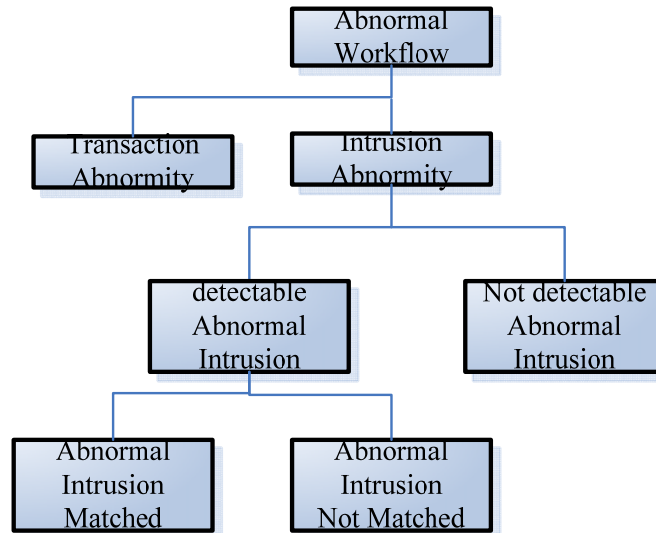 Abnormal
Workflow
Transaction
Abnormity
Intrusion
Abnormity
detectable
Abnormal
Intrusion
Not detectable
Abnormal
Intrusion
Abnormal
Intrusion
Matched
Abnormal
Intrusion
Not Matched